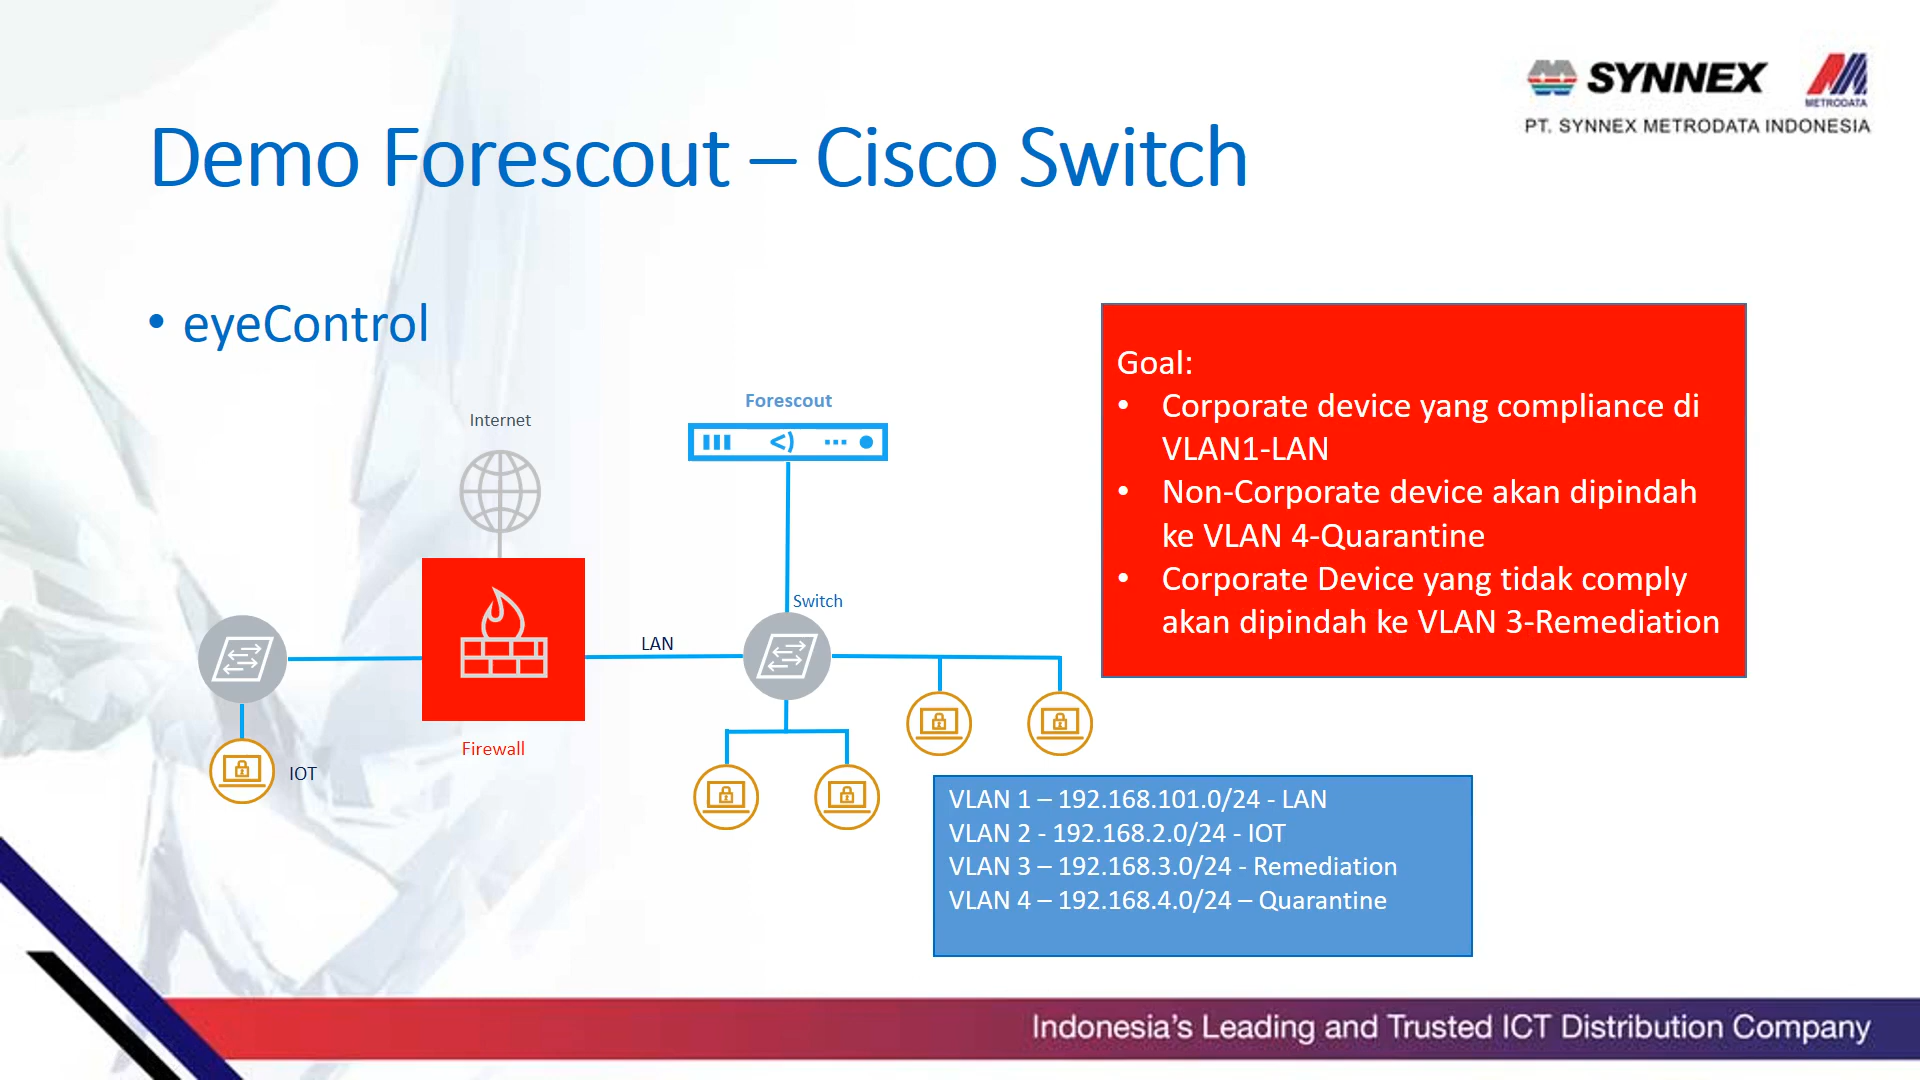 SYNNEX
METRODATA
PT. SYNNEX METRODATA INDONESIA
Demo Forescout – Cisco Switch
• eyeControl
Goal:
• Corporate device yang compliance di
VLAN1-LAN
• Non-Corporate device akan dipindah
ke VLAN 4-Quarantine
• Corporate Device yang tidak comply
akan dipindah ke VLAN 3-Remediation
Forescout
Internet
Switch
LAN
Firewall
IOT
VLAN 1 – 192.168.101.0/24 - LAN
VLAN 2 - 192.168.2.0/24 - IOT
VLAN 3 – 192.168.3.0/24 - Remediation
VLAN 4 – 192.168.4.0/24 – Quarantine
Indonesia's Leading and Trusted ICT Distribution Company